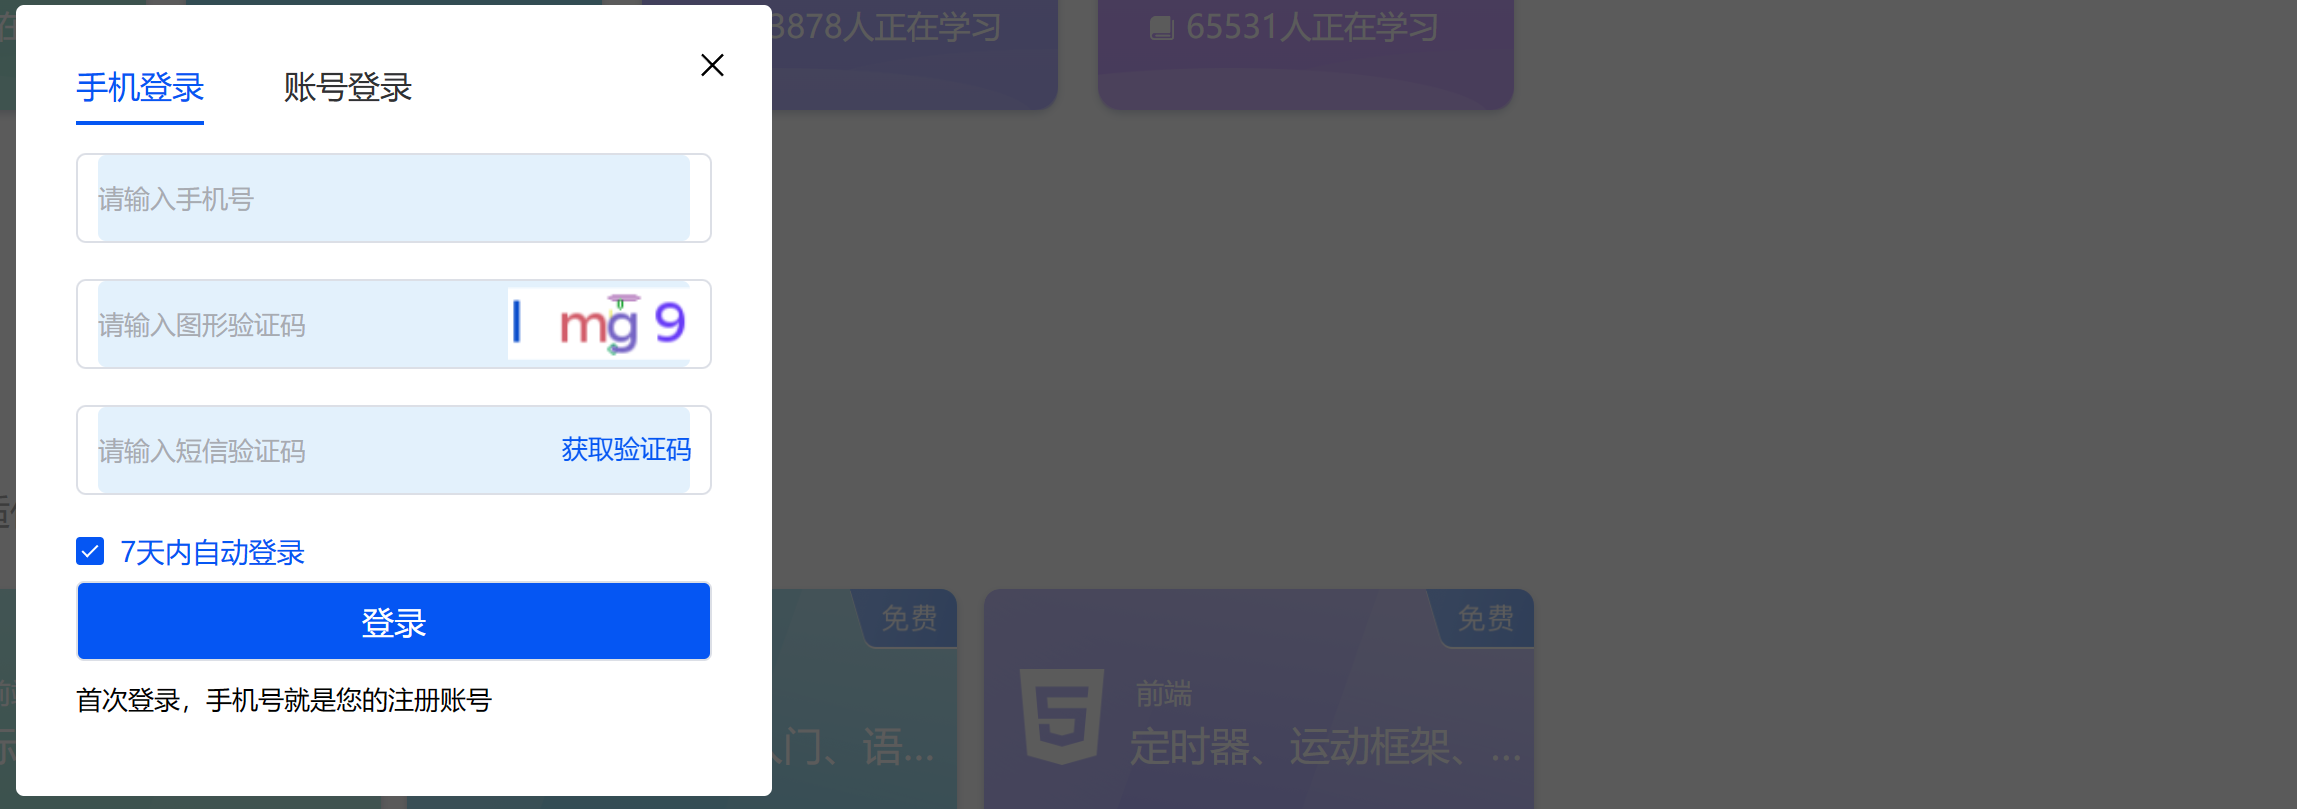 3878人正在学习
65531人正在学习
手机登录
账号登录
请输入手机号
请输入图形验证码
mg9
请输入短信验证码
获取验证码
7天内自动登录
登录
首次登录，手机号就是您的注册账号
免费
门、语...
免费
前端
定时器、运动框架、...